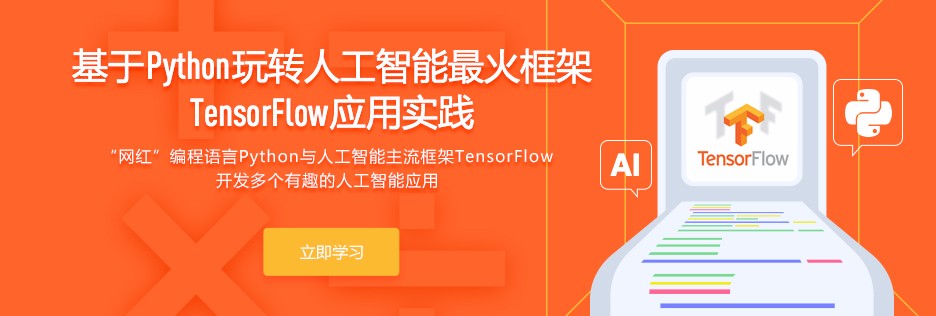 基于Python玩转人工智能最火框架
TensorFlow应用实践
“网红”编程语言Python与人工智能主流框架TensorFlow
开发多个有趣的人工智能应用
立即学习
AI
TensorFlow